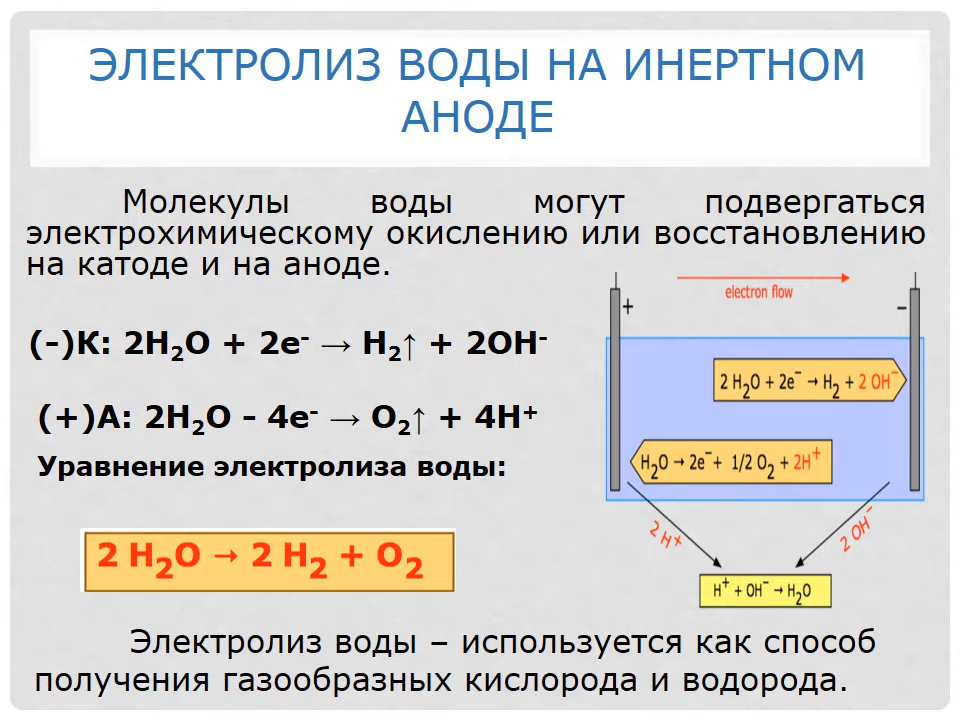 ЭЛЕКТРОЛИЗ ВОДЫ НА ИНЕРТНОМ
АНОДЕ
Молекулы воды могут подвергаться
электрохимическому окислению или восстановлению
на катоде и на аноде.
(–)К: 2H₂O + 2e⁻ → H₂↑ + 2OH⁻
(+)А: 2H₂O – 4e⁻ → O₂↑ + 4H⁺
Уравнение электролиза воды:
2 H₂O → 2 H₂ + O₂
electron flow
+
–
2 H₂O + 2e⁻ → H₂ + 2 OH⁻
H₂O → 2e⁻ + 1/2 O₂ + 2H⁺
2 H⁺
2 OH⁻
H⁺ + OH⁻ → H₂O
Электролиз воды – используется как способ
получения газообразных кислорода и водорода.